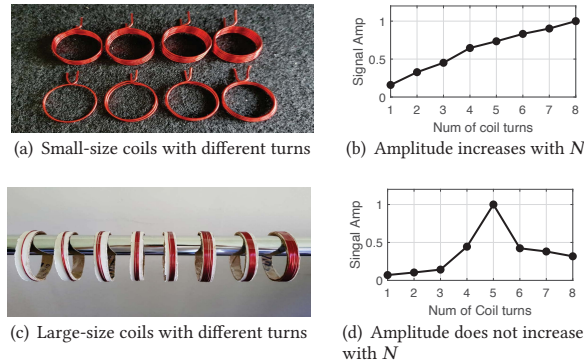 (a) Small-size coils with different turns
1
0.5
0
Signal Amp
1 2 3 4 5 6 7 8
Num of coil turns
(b) Amplitude increases with N
(c) Large-size coils with different turns
1
0.5
0
Singal Amp
1 2 3 4 5 6 7 8
Num of Coil turns
(d) Amplitude does not increase
with N